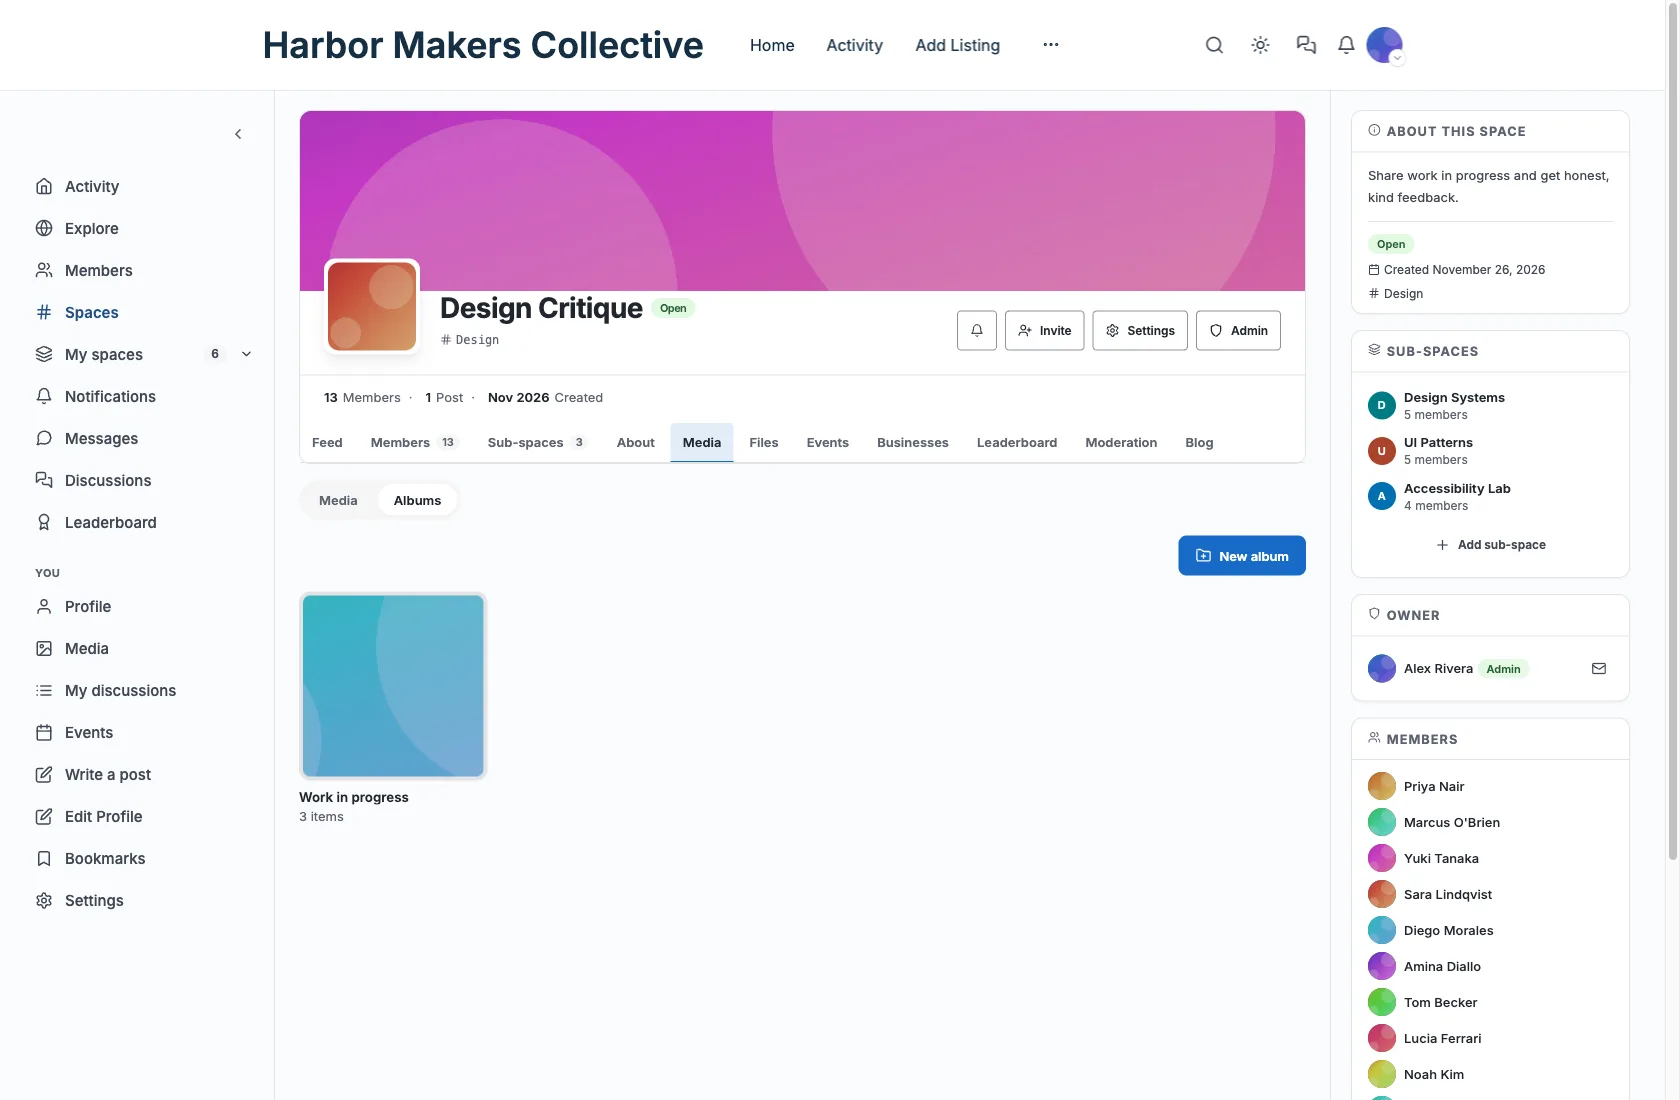 Harbor Makers Collective
Home
Activity
Add Listing
Activity
Explore
Members
Spaces
My spaces 6
Notifications
Messages
Discussions
Leaderboard
YOU
Profile
Media
My discussions
Events
Write a post
Edit Profile
Bookmarks
Settings
Design Critique Open
# Design
Invite
Settings
Admin
13 Members · 1 Post · Nov 2026 Created
Feed
Members 13
Sub-spaces 3
About
Media
Files
Events
Businesses
Leaderboard
Moderation
Blog
Media
Albums
New album
Work in progress
3 items
ABOUT THIS SPACE
Share work in progress and get honest,
kind feedback.
Open
Created November 26, 2026
# Design
SUB-SPACES
D
Design Systems
5 members
U
UI Patterns
5 members
A
Accessibility Lab
4 members
+ Add sub-space
OWNER
Alex Rivera Admin
MEMBERS
Priya Nair
Marcus O'Brien
Yuki Tanaka
Sara Lindqvist
Diego Morales
Amina Diallo
Tom Becker
Lucia Ferrari
Noah Kim